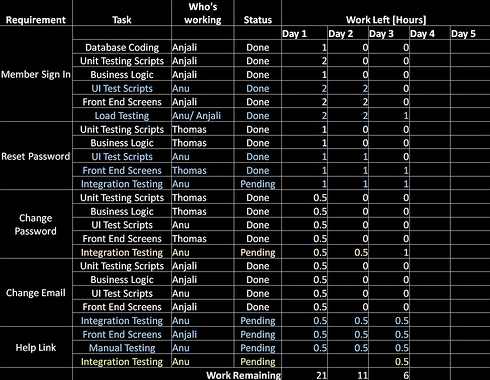 Requirement Task Who's working Status Work Left [Hours]
Day 1 Day 2 Day 3 Day 4 Day 5
Member Sign In
Database Coding Anjali Done 1 0 0
Unit Testing Scripts Anjali Done 2 0 0
Business Logic Anjali Done 1 0 0
UI Test Scripts Anu Done 2 2 0
Front End Screens Anjali Done 2 2 0
Load Testing Anu/ Anjali Done 2 2 1
Reset Password
Unit Testing Scripts Thomas Done 1 0 0
Business Logic Thomas Done 1 0 0
UI Test Scripts Anu Done 1 1 0
Front End Screens Thomas Done 1 1 1
Integration Testing Anu Pending 1 1 1
Change Password
Unit Testing Scripts Thomas Done 0.5 0 0
Business Logic Thomas Done 0.5 0 0
UI Test Scripts Anu Done 0.5 0 0
Front End Screens Thomas Done 0.5 0 0
Integration Testing Anu Pending 0.5 0.5 1
Change Email
Unit Testing Scripts Anjali Done 0.5 0 0
Business Logic Anjali Done 0.5 0 0
UI Test Scripts Anu Done 0.5 0 0
Front End Screens Anjali Done 0.5 0 0
Integration Testing Anu Pending 0.5 0.5 0.5
Help Link
Front End Screens Anjali Pending 0.5 0.5 0.5
Manual Testing Anu Pending 0.5 0.5 0.5
Integration Testing Anu Pending 0.5
Work Remaining 21 11 6